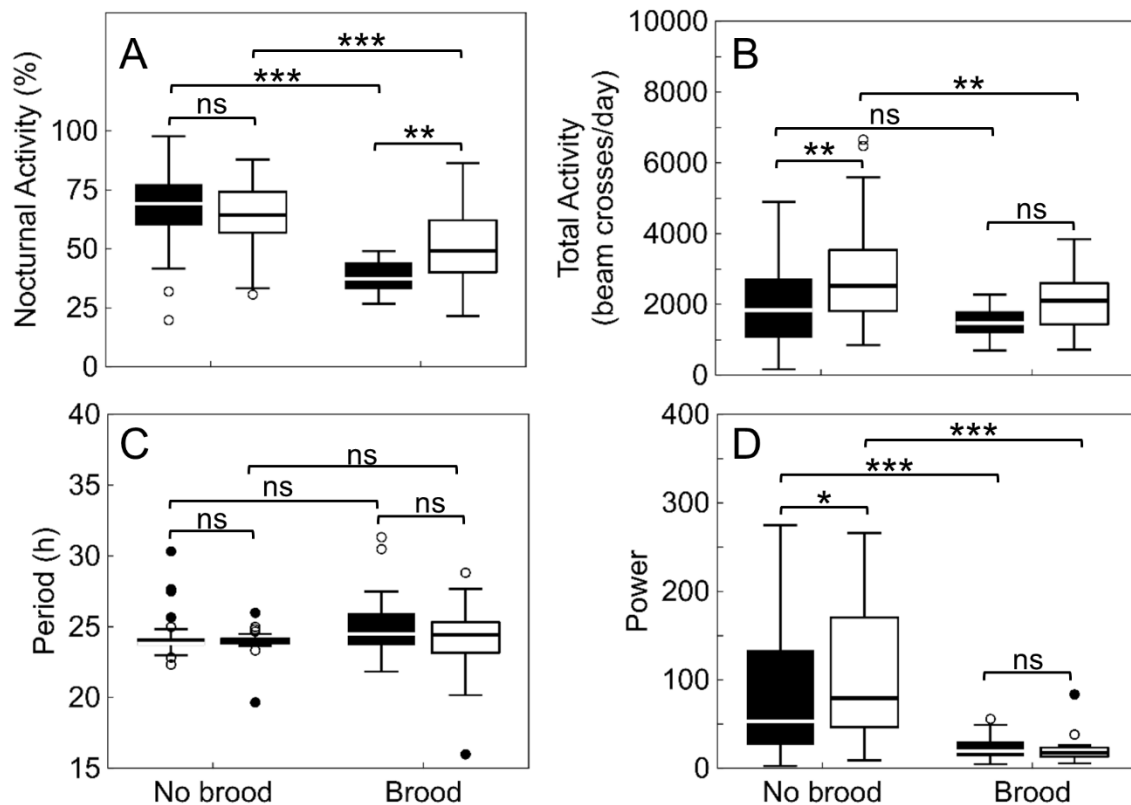 A
Nocturnal Activity (%)
100
75
50
25
0
***
***
ns
**
B
Total Activity
(beam crosses/day)
10000
8000
6000
4000
2000
0
**
ns
**
ns
C
Period (h)
40
35
30
25
20
15
ns
ns
ns
ns
No brood
Brood
D
Power
400
300
200
100
0
***
***
*
ns
No brood
Brood